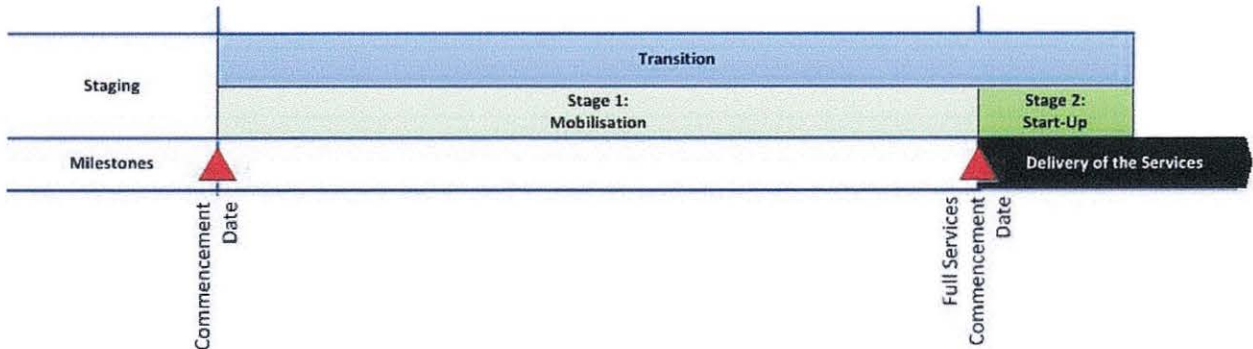 Transition
Staging
Stage 1:
Mobilisation
Stage 2:
Start-Up
Milestones
Delivery of the Services
Commencement
Date
Full Services
Commencement
Date